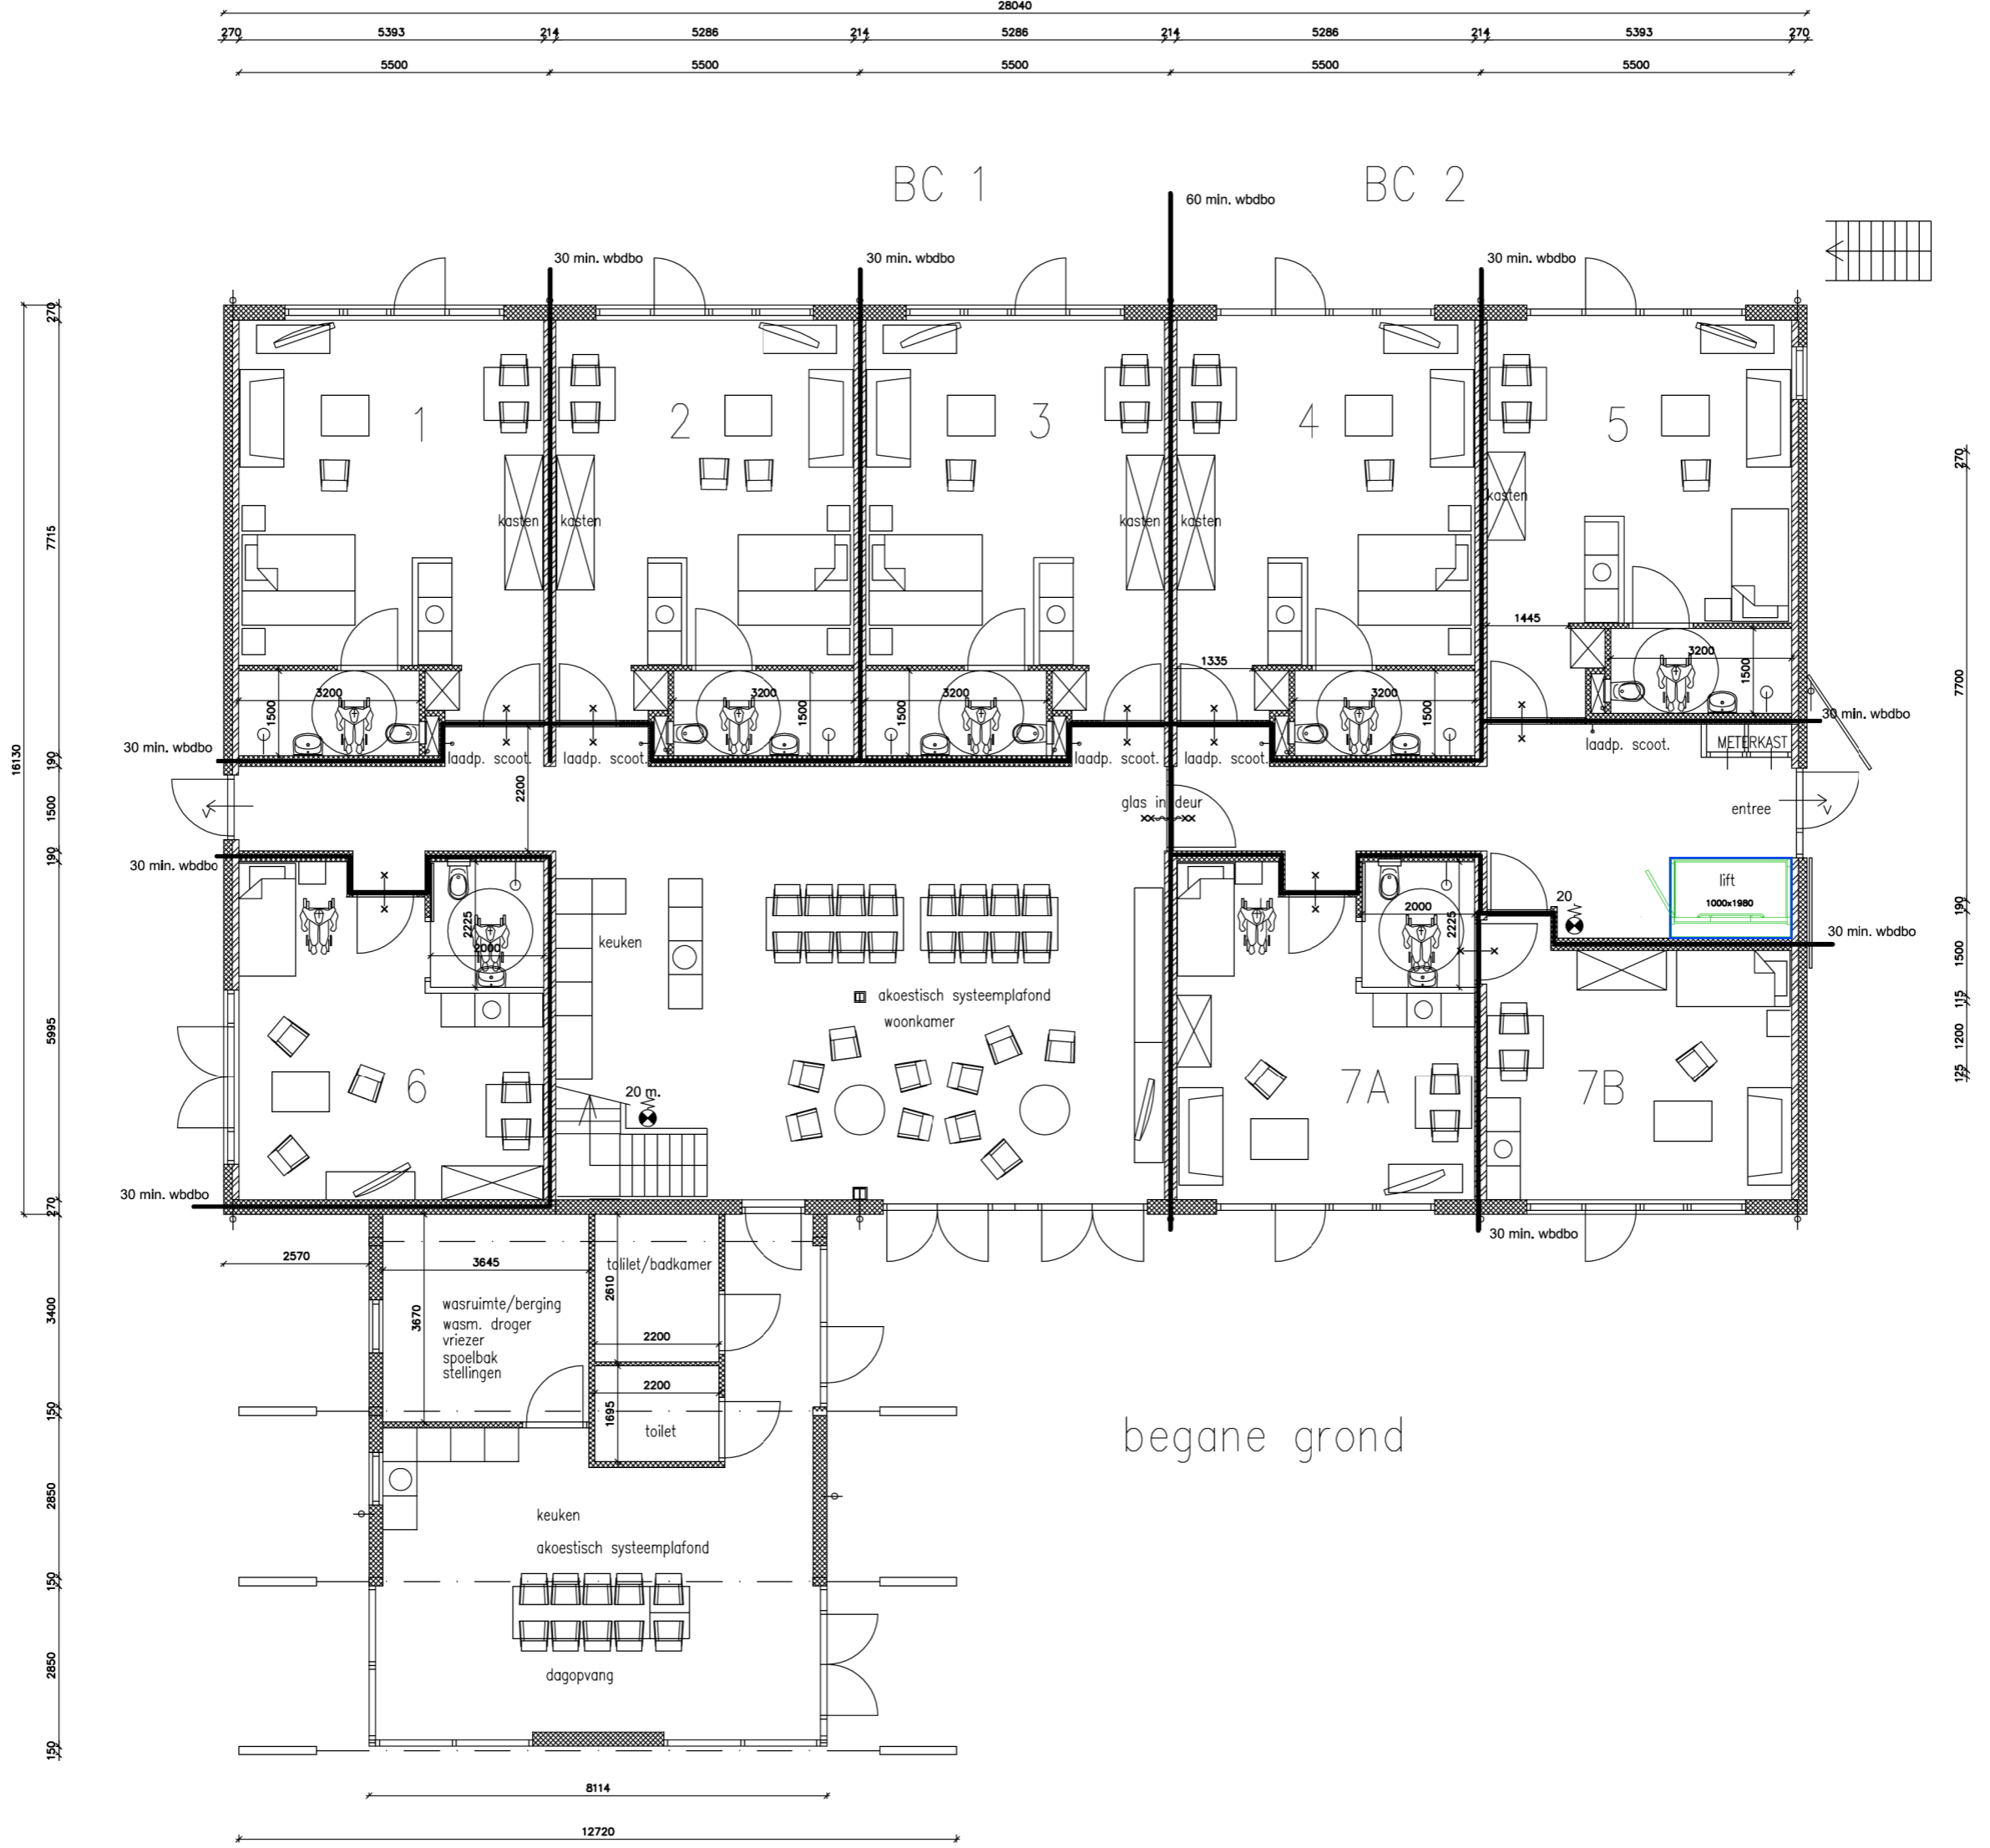 28040
270 5393 214 5286 214 5286 214 5286 214 5393 270
5500 5500 5500 5500 5500
BC 1 BC 2
60 min. wbdbo
30 min. wbdbo 30 min. wbdbo 30 min. wbdbo
270
1 2 3 4 5
270
kasten
kasten kasten kasten kasten
7715
16130
1445
1335
3200 3200 3200 3200 3200
1500 1500 1500 1500 1500
7700
30 min. wbdbo
30 min. wbdbo
METERKAST
laadp. scoot. laadp. scoot. laadp. scoot. laadp. scoot. laadp. scoot.
190
2200
1500
glas in deur
entree
190
30 min. wbdbo
lift
1000x1980
20
2000
2225
2225
2000
190
30 min. wbdbo
keuken
1500
akoestisch systeemplafond
woonkamer
115
1200
125
5995
6 7A 7B
20 m.
30 min. wbdbo
270
30 min. wbdbo
2570
3645
tolilet/badkamer
2610
3400
3670
wasruimte/berging
wasm. droger
vriezer
spoelbak
stellingen
2200
2200
1695
toilet
150
begane grond
2850
keuken
akoestisch systeemplafond
150
2850
dagopvang
150
8114
12720